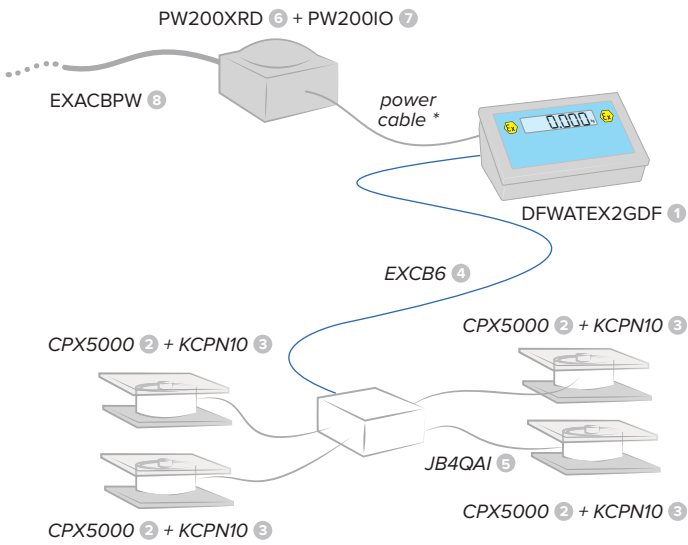 PW200XRD 6 + PW200IO 7
EXACBPW 8
power
cable *
Ex
0.000
Ex
DFWATEX2GDF 1
EXCB6 4
CPX5000 2 + KCPN10 3
CPX5000 2 + KCPN10 3
JB4QAI 5
CPX5000 2 + KCPN10 3
CPX5000 2 + KCPN10 3